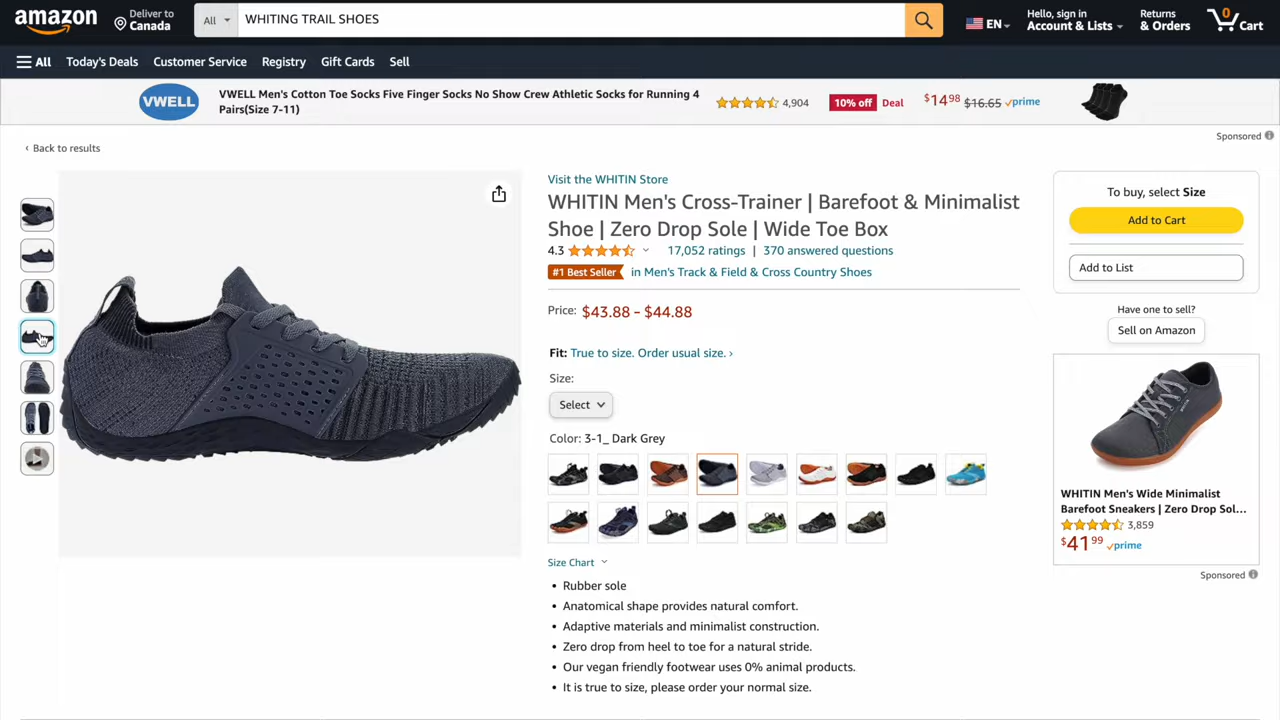 amazon
Deliver to
Canada
All
WHITING TRAIL SHOES
EN
Hello, sign in
Account & Lists
Returns
& Orders
0
Cart
All
Today's Deals
Customer Service
Registry
Gift Cards
Sell
VWELL
VWELL Men's Cotton Toe Socks Five Finger Socks No Show Crew Athletic Socks for Running 4
Pairs(Size 7-11)
4,904
10% off
Deal
$14.98 $16.65 prime
Sponsored
‹ Back to results
Visit the WHITIN Store
WHITIN Men's Cross-Trainer | Barefoot & Minimalist
Shoe | Zero Drop Sole | Wide Toe Box
4.3
17,052 ratings | 370 answered questions
#1 Best Seller in Men's Track & Field & Cross Country Shoes
Price: $43.88 - $44.88
Fit: True to size. Order usual size. ›
Size:
Select
Color: 3-1_ Dark Grey
Size Chart
• Rubber sole
• Anatomical shape provides natural comfort.
• Adaptive materials and minimalist construction.
• Zero drop from heel to toe for a natural stride.
• Our vegan friendly footwear uses 0% animal products.
• It is true to size, please order your normal size.
To buy, select Size
Add to Cart
Add to List
Have one to sell?
Sell on Amazon
WHITIN Men's Wide Minimalist
Barefoot Sneakers | Zero Drop Sol...
3,859
$41.99 prime
Sponsored